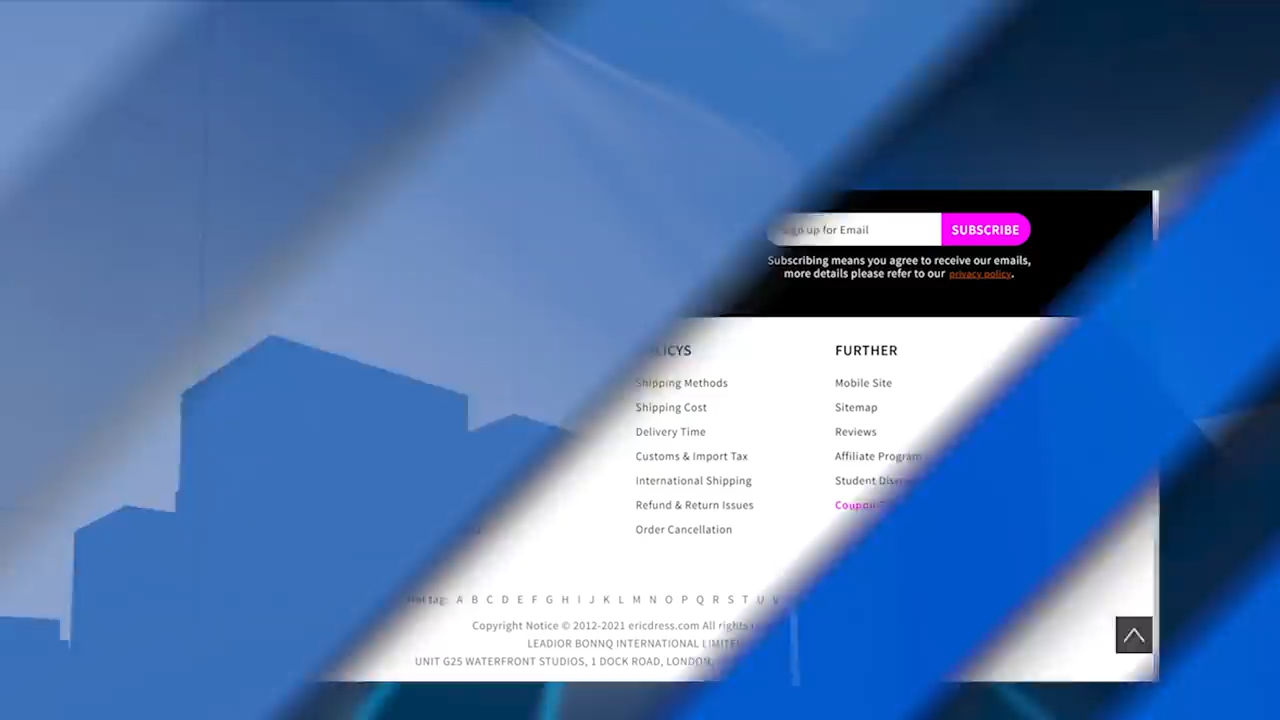 up for Email
SUBSCRIBE
Subscribing means you agree to receive our emails,
more details please refer to our privacy policy.
FURTHER
Shipping Methods
Mobile Site
Shipping Cost
Sitemap
Delivery Time
Reviews
Customs & Import Tax
Affiliate Program
International Shipping
Student
Refund & Return Issues
Coupon
Order Cancellation
tag: A B C D E F G H I J K L M N O P Q R S T U V
Copyright Notice © 2012-2021 ericdress.com All rights
LEADIOR BONNQ INTERNATIONAL
UNIT G25 WATERFRONT STUDIOS, 1 DOCK ROAD, LONDON,